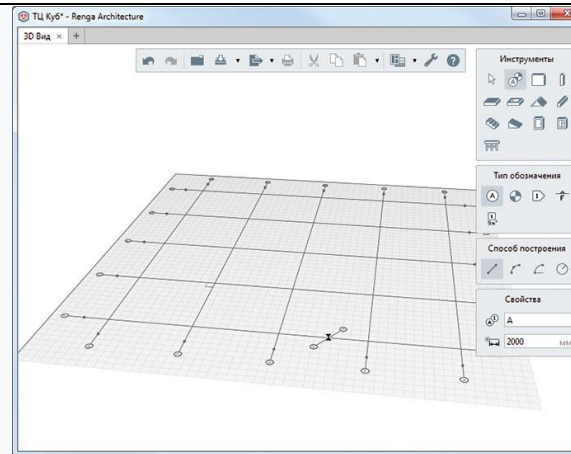 ТЦ Куб* - Renga Architecture
3D Вид × +
Инструменты
Тип обозначения
Способ построения
Свойства
A
2000 мм